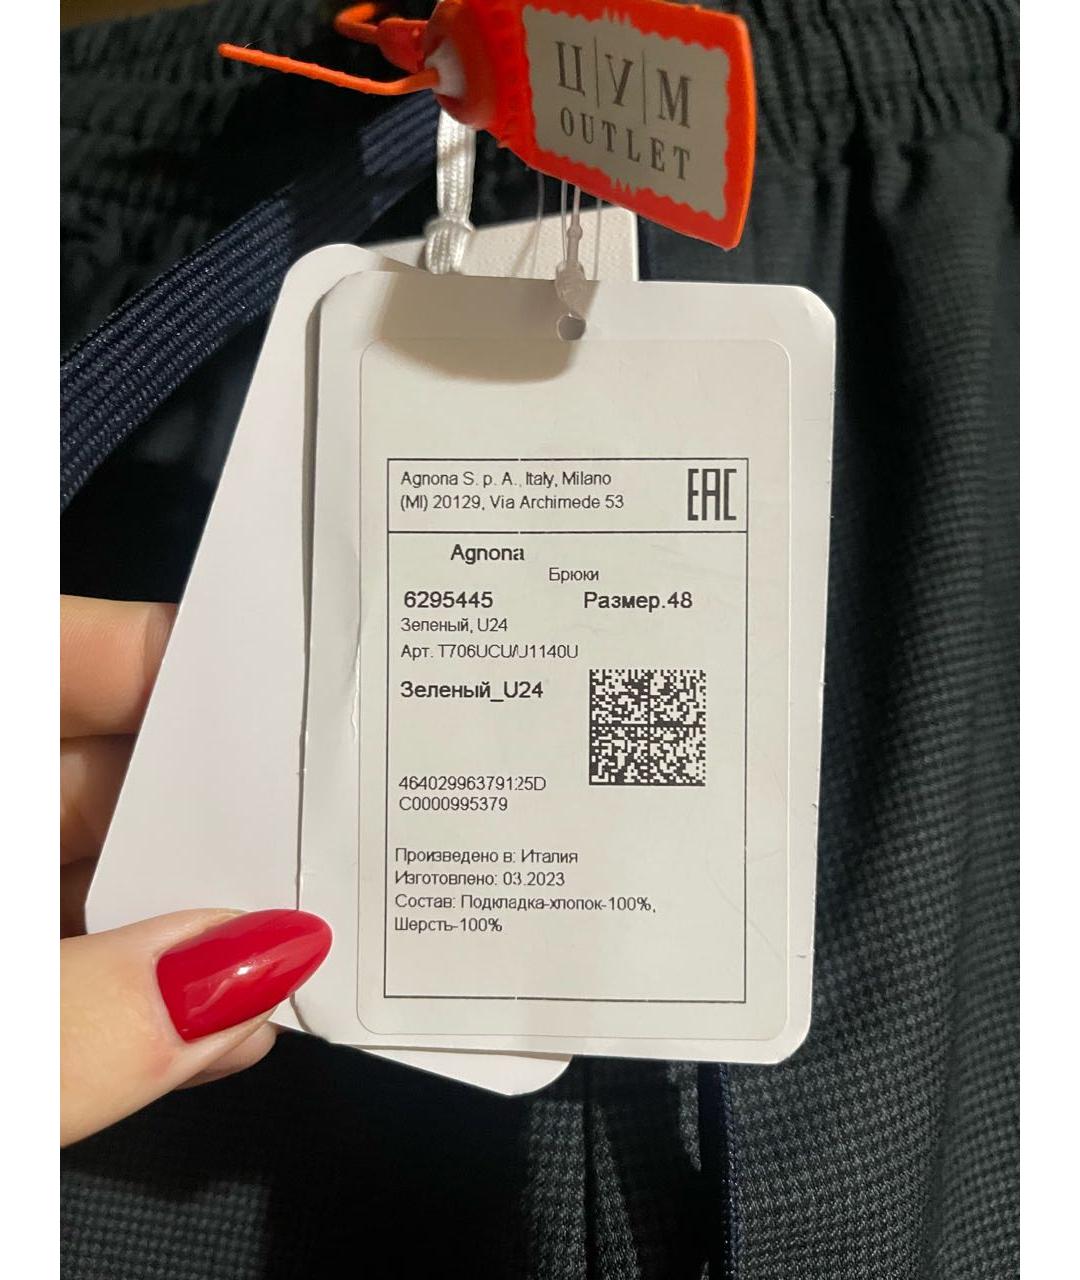 ЦУМ
OUTLET
Agnona S. p. A., Italy, Milano
(MI) 20129, Via Archimede 53
EAC
Agnona
Брюки
6295445 Размер.48
Зеленый, U24
Арт. T706UCU/U1140U
Зеленый_U24
46402996379125D
C0000995379
Произведено в: Италия
Изготовлено: 03.2023
Состав: Подкладка-хлопок-100%,
Шерсть-100%